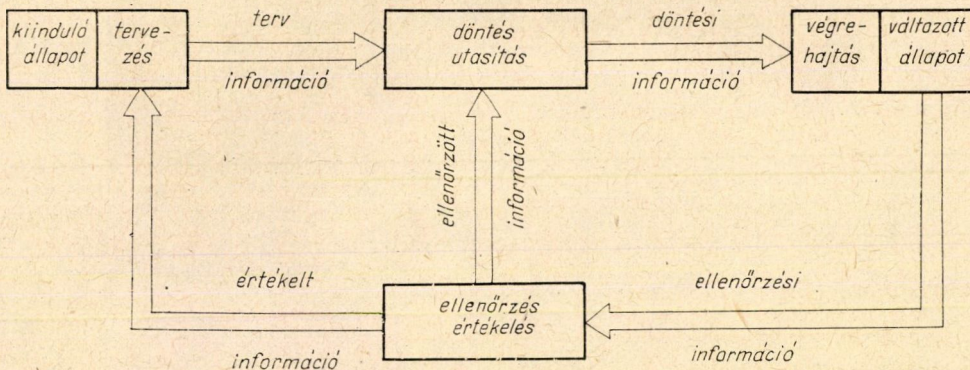 terv
döntési
kiinduló
állapot
terve-
zés
döntés
utasítás
végre-
hajtás
változott
állapot
információ
információ
ellenőrzött
információ
értékelt
ellenőrzési
ellenőrzés
értékelés
információ
információ